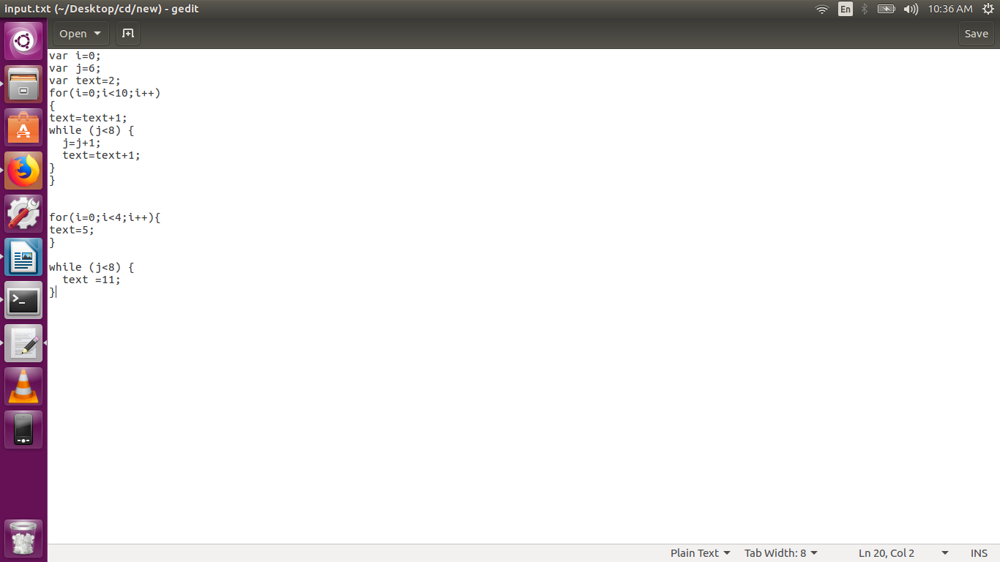 input.txt (~/Desktop/cd/new) - gedit
En
10:36 AM
Open
Save
var i=0;
var j=6;
var text=2;
for(i=0;i<10;i++)
{
text=text+1;
while (j<8) {
  j=j+1;
  text=text+1;
}
}


for(i=0;i<4;i++){
text=5;
}

while (j<8) {
  text =11;
}
Plain Text
Tab Width: 8
Ln 20, Col 2
INS